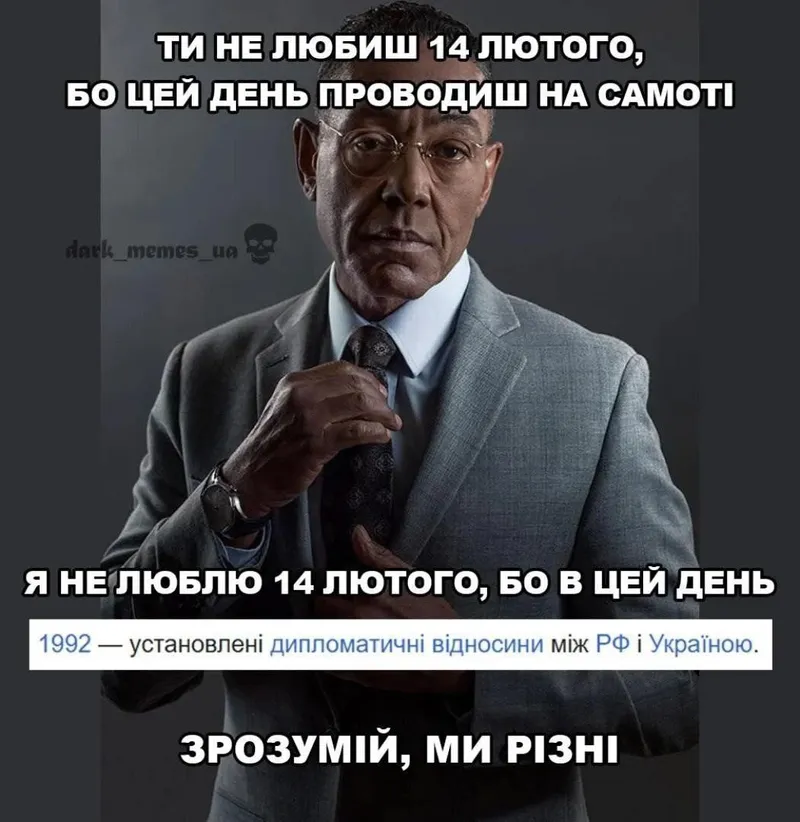 ТИ НЕ ЛЮБИШ 14 ЛЮТОГО,
БО ЦЕЙ ДЕНЬ ПРОВОДИШ НА САМОТІ
dark_memes_ua
Я НЕ ЛЮБЛЮ 14 ЛЮТОГО, БО В ЦЕЙ ДЕНЬ
1992 — установлені дипломатичні відносини між РФ і Україною.
ЗРОЗУМІЙ, МИ РІЗНІ